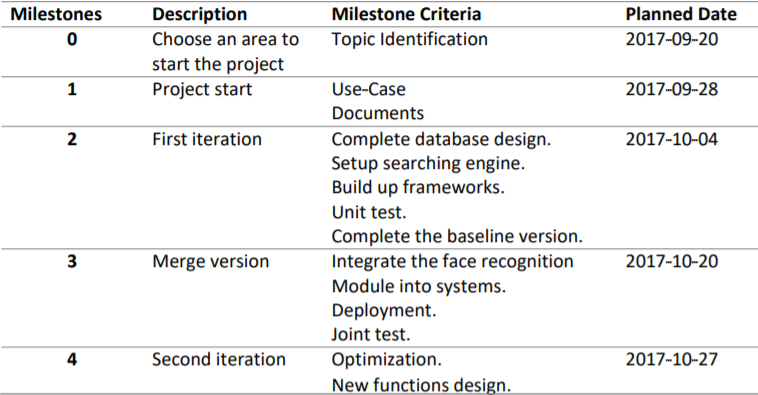 Milestones Description Milestone Criteria Planned Date
0 Choose an area to Topic Identification 2017-09-20
start the project
1 Project start Use-Case 2017-09-28
Documents
2 First iteration Complete database design. 2017-10-04
Setup searching engine.
Build up frameworks.
Unit test.
Complete the baseline version.
3 Merge version Integrate the face recognition 2017-10-20
Module into systems.
Deployment.
Joint test.
4 Second iteration Optimization. 2017-10-27
New functions design.